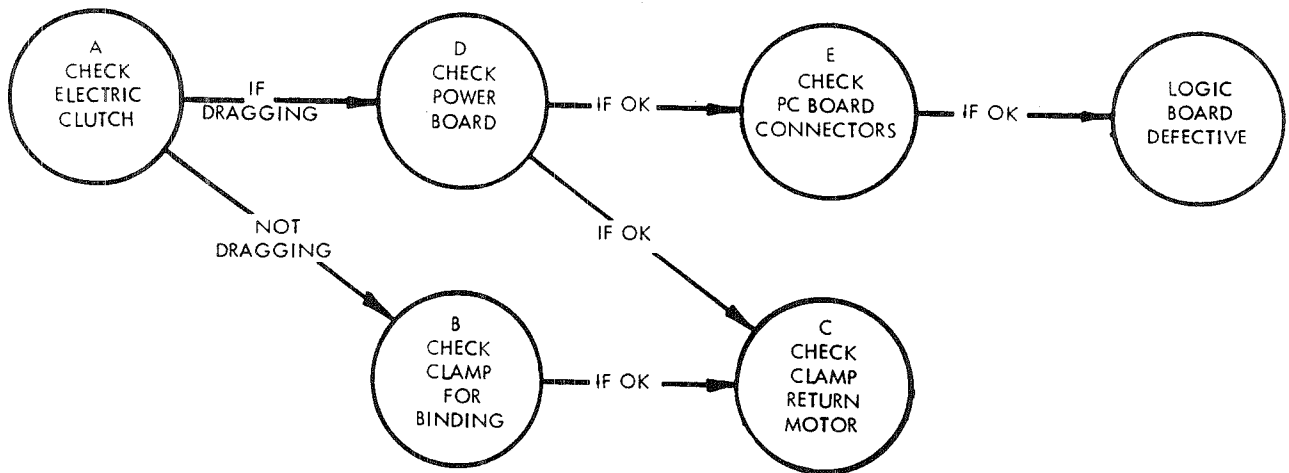 A
CHECK
ELECTRIC
CLUTCH
IF
DRAGGING
D
CHECK
POWER
BOARD
IF OK
E
CHECK
PC BOARD
CONNECTORS
IF OK
LOGIC
BOARD
DEFECTIVE
NOT
DRAGGING
IF OK
B
CHECK
CLAMP
FOR
BINDING
IF OK
C
CHECK
CLAMP
RETURN
MOTOR